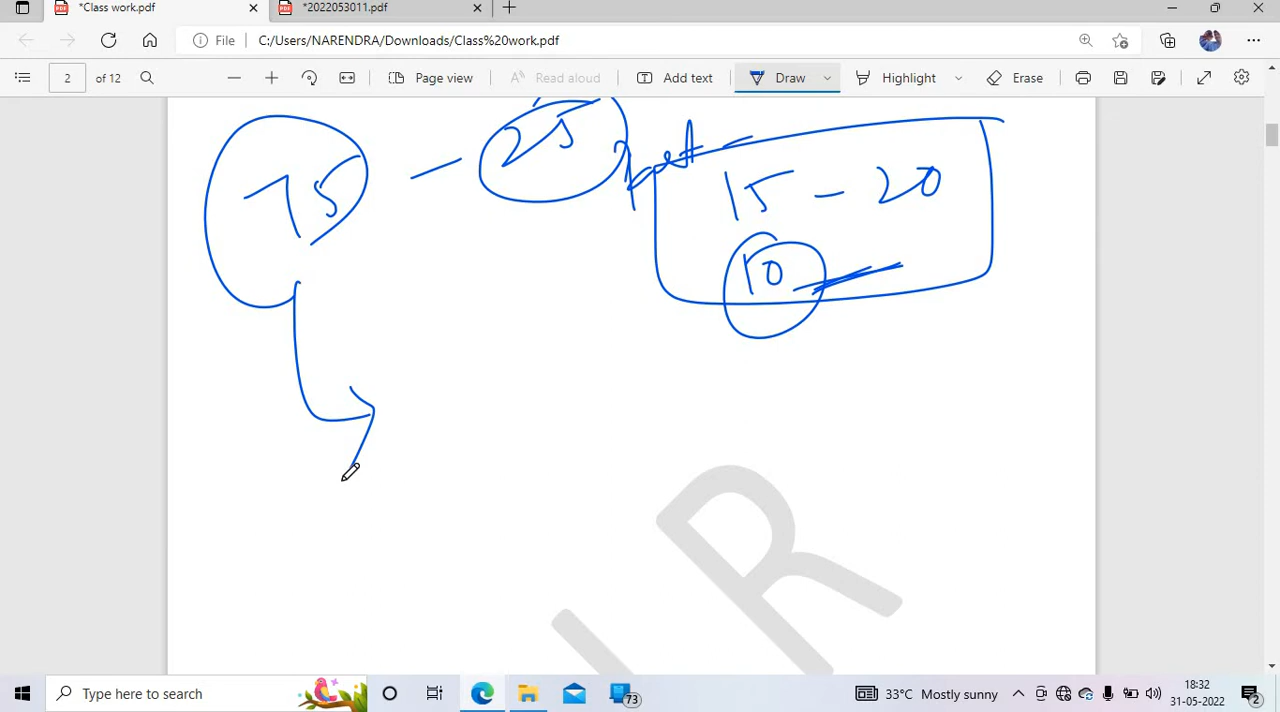 *Class work.pdf
*2022053011.pdf
File C:/Users/NARENDRA/Downloads/Class%20work.pdf
2 of 12 Page view Read aloud Add text Draw Highlight Erase
75 - 25
15 - 20
10
R
Type here to search 73 33°C Mostly sunny 18:32
31-05-2022 2